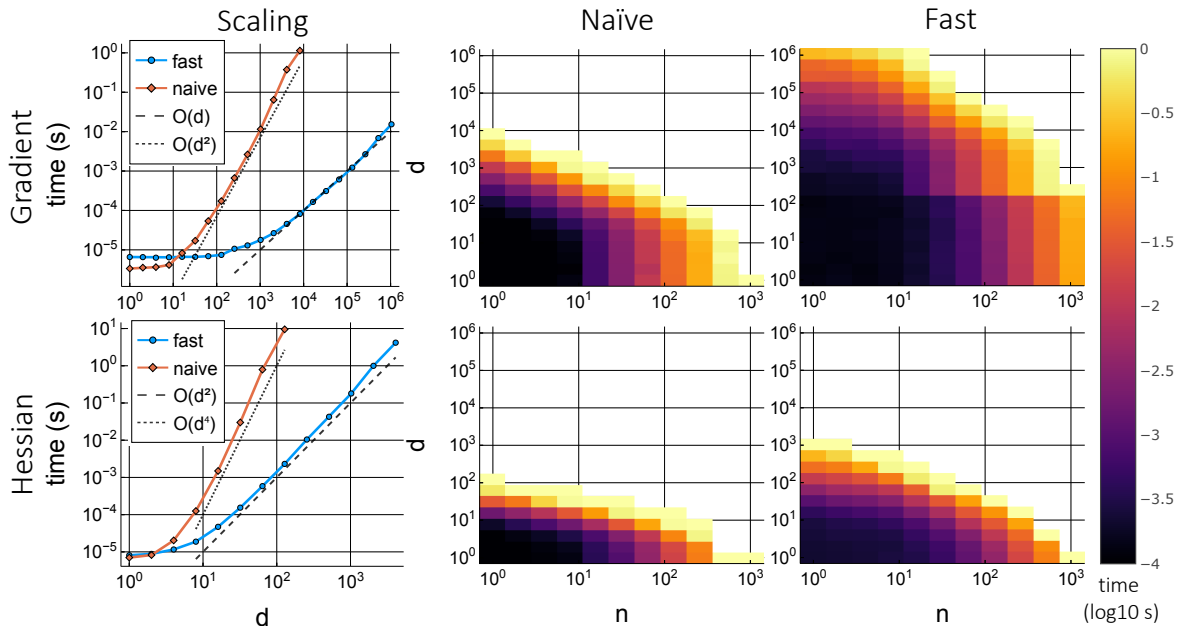 Scaling
Naïve
Fast
Gradient
time (s)
10⁰
10⁻¹
10⁻²
10⁻³
10⁻⁴
10⁻⁵
fast
naive
O(d)
O(d²)
10⁰ 10¹ 10² 10³ 10⁴ 10⁵ 10⁶
d
10⁶
10⁵
10⁴
10³
10²
10¹
10⁰
10⁰ 10¹ 10² 10³
n
10⁶
10⁵
10⁴
10³
10²
10¹
10⁰
10⁰ 10¹ 10² 10³
n
Hessian
time (s)
10¹
10⁰
10⁻¹
10⁻²
10⁻³
10⁻⁴
10⁻⁵
fast
naive
O(d²)
O(d⁴)
10⁰ 10¹ 10² 10³
d
d
10⁶
10⁵
10⁴
10³
10²
10¹
10⁰
10⁰ 10¹ 10² 10³
n
10⁶
10⁵
10⁴
10³
10²
10¹
10⁰
10⁰ 10¹ 10² 10³
n
0
−0.5
−1
−1.5
−2
−2.5
−3
−3.5
−4
time
(log10 s)